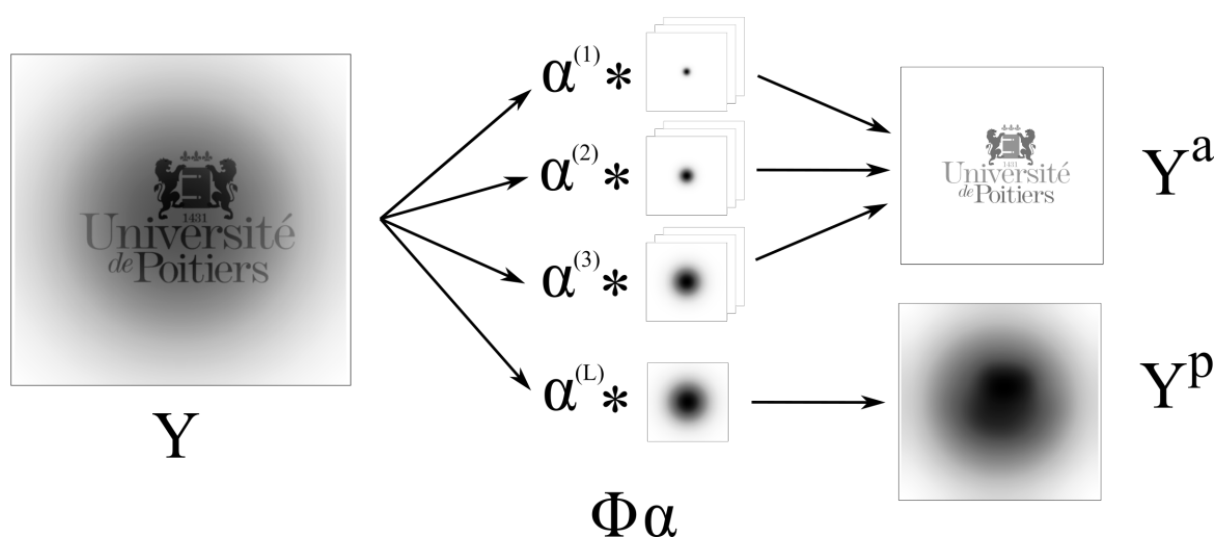 1431
Université
de Poitiers
Y
α(1)*
α(2)*
α(3)*
α(L)*
Φα
1431
Université
de Poitiers
Yᵃ
Yᵖ